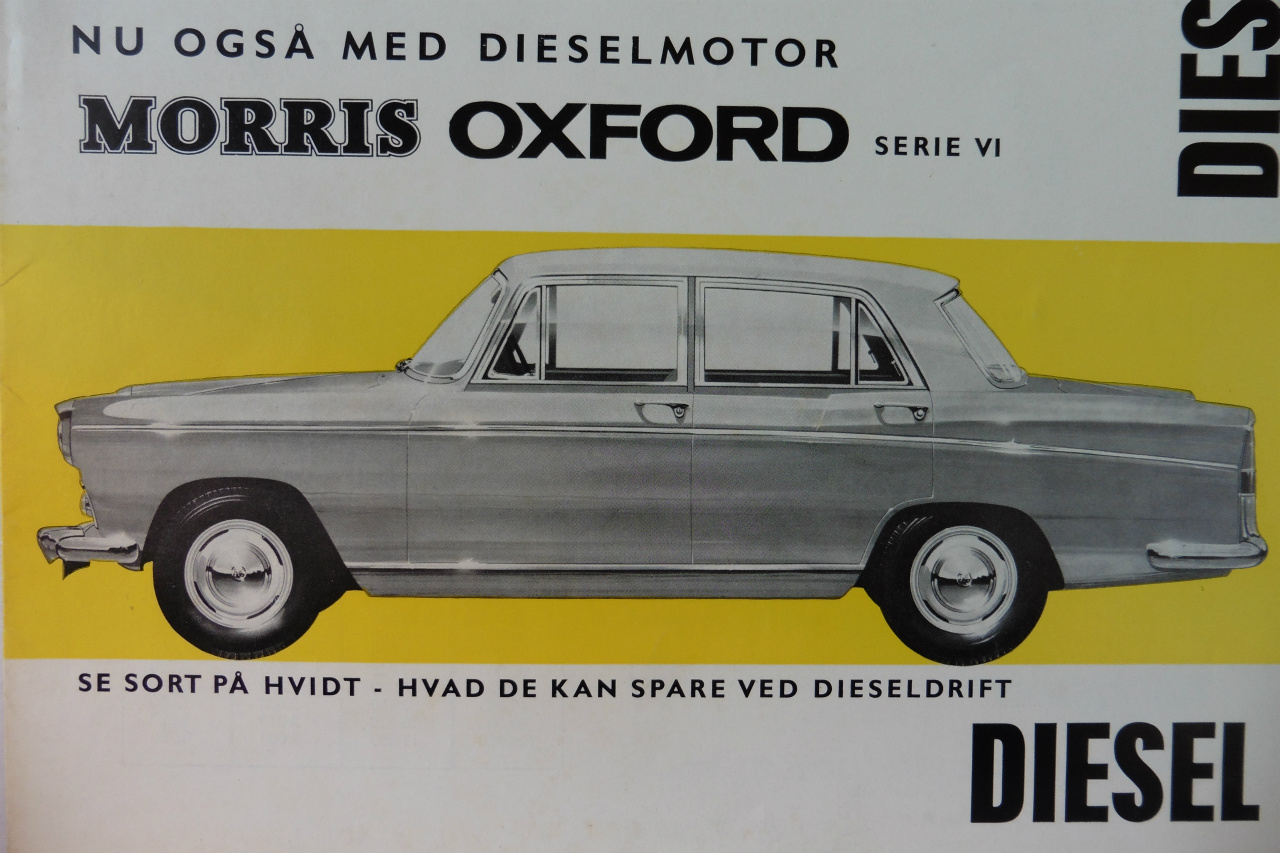 NU OGSÅ MED DIESELMOTOR
MORRIS OXFORD SERIE VI
SE SORT PÅ HVIDT - HVAD DE KAN SPARE VED DIESELDRIFT
DIESEL